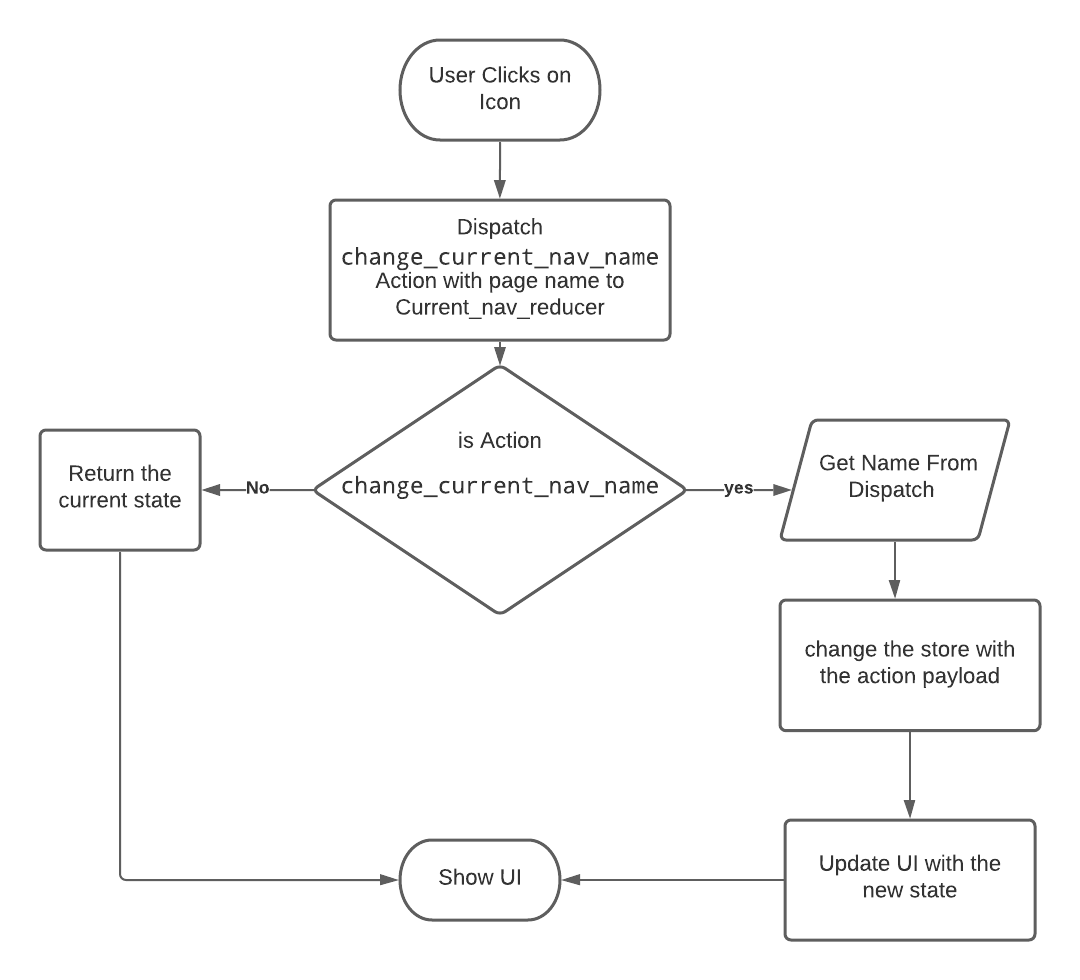 User Clicks on
Icon
Dispatch
change_current_nav_name
Action with page name to
Current_nav_reducer
is Action
change_current_nav_name
No
yes
Return the
current state
Get Name From
Dispatch
change the store with
the action payload
Update UI with the
new state
Show UI